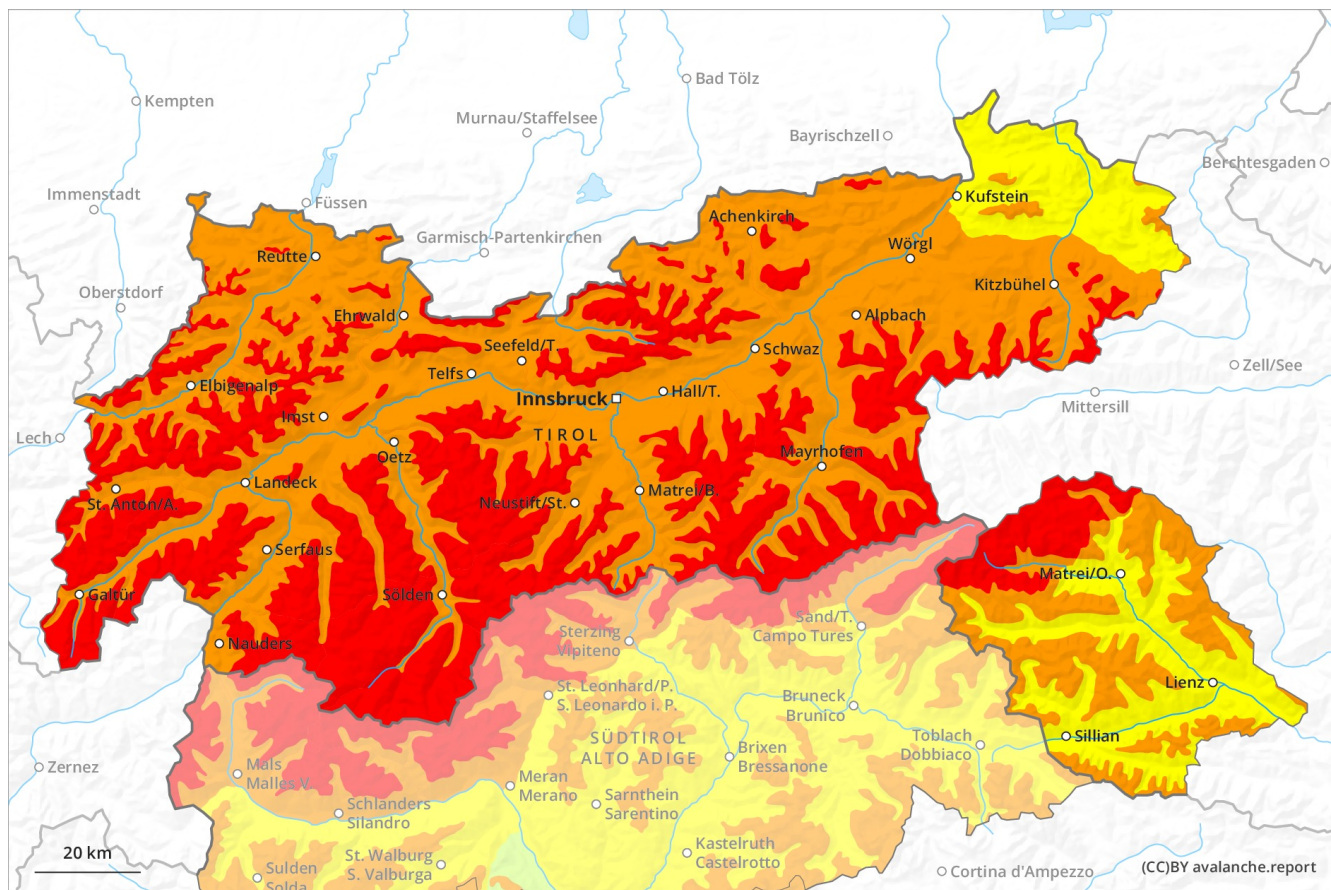 Bad Tölz
Kempten
Murnau/Staffelsee
Bayrischzell
Berchtesgaden
Immenstadt
Füssen
Kufstein
Achenkirch
Garmisch-Partenkirchen
Wörgl
Reutte
Kitzbühel
Oberstdorf
Ehrwald
Alpbach
Seefeld/T.
Schwaz
Zell/See
Telfs
Elbigenalp
Hall/T.
Innsbruck
Mittersill
Imst
Lech
TIROL
Oetz
Mayrhofen
Landeck
Matrei/B.
St. Anton/A.
Neustift/St.
Serfaus
Matrei/O.
Galtür
Sölden
Sand/T.
Campo Tures
Sterzing
Vipiteno
Nauders
Lienz
St. Leonhard/P.
S. Leonardo i. P.
Bruneck
Brunico
SÜDTIROL
ALTO ADIGE
Toblach
Dobbiaco
Sillian
Brixen
Bressanone
Zernez
Mals
Malles V.
Meran
Merano
Sarnthein
Sarentino
Schlanders
Silandro
Kastelruth
Castelrotto
20 km
St. Walburg
S. Valburga
Sulden
Solda
Cortina d'Ampezzo
(CC)BY avalanche.report